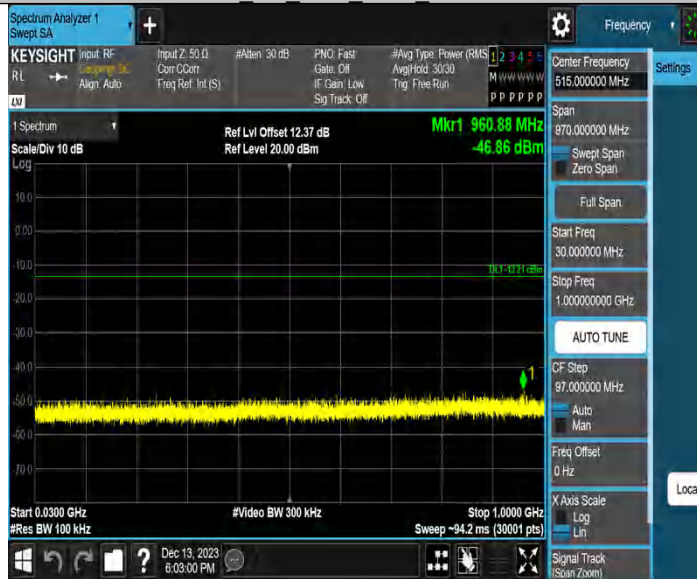 Spectrum Analyzer 1
Swept SA
+
Frequency
KEYSIGHT
RL
Input: RF
Coupling: DC
Align: Auto
Input Z: 50 Ω
Corr CCorr
Freq Ref: Int (S)
#Atten: 30 dB
PNO: Fast
Gate: Off
IF Gain: Low
Sig Track: Off
#Avg Type: Power (RMS
Avg|Hold: 30/30
Trig: Free Run
1 2 3 4 5 6
M W W W W W
P P P P P P
LXI
1 Spectrum
Scale/Div 10 dB
Log
Ref Lvl Offset 12.37 dB
Ref Level 20.00 dBm
Mkr1 960.88 MHz
-46.86 dBm
10.0
0.00
-10.0
-20.0
-30.0
-40.0
-50.0
-60.0
-70.0
DL1 -13.21 dBm
1
Start 0.0300 GHz
#Res BW 100 kHz
#Video BW 300 kHz
Stop 1.0000 GHz
Sweep ~94.2 ms (30001 pts)
Dec 13, 2023
6:03:00 PM
Center Frequency
515.000000 MHz
Settings
Span
970.000000 MHz
Swept Span
Zero Span
Full Span
Start Freq
30.000000 MHz
Stop Freq
1.000000000 GHz
AUTO TUNE
CF Step
97.000000 MHz
Auto
Man
Freq Offset
0 Hz
X Axis Scale
Log
Lin
Loca
Signal Track
(Span Zoom)